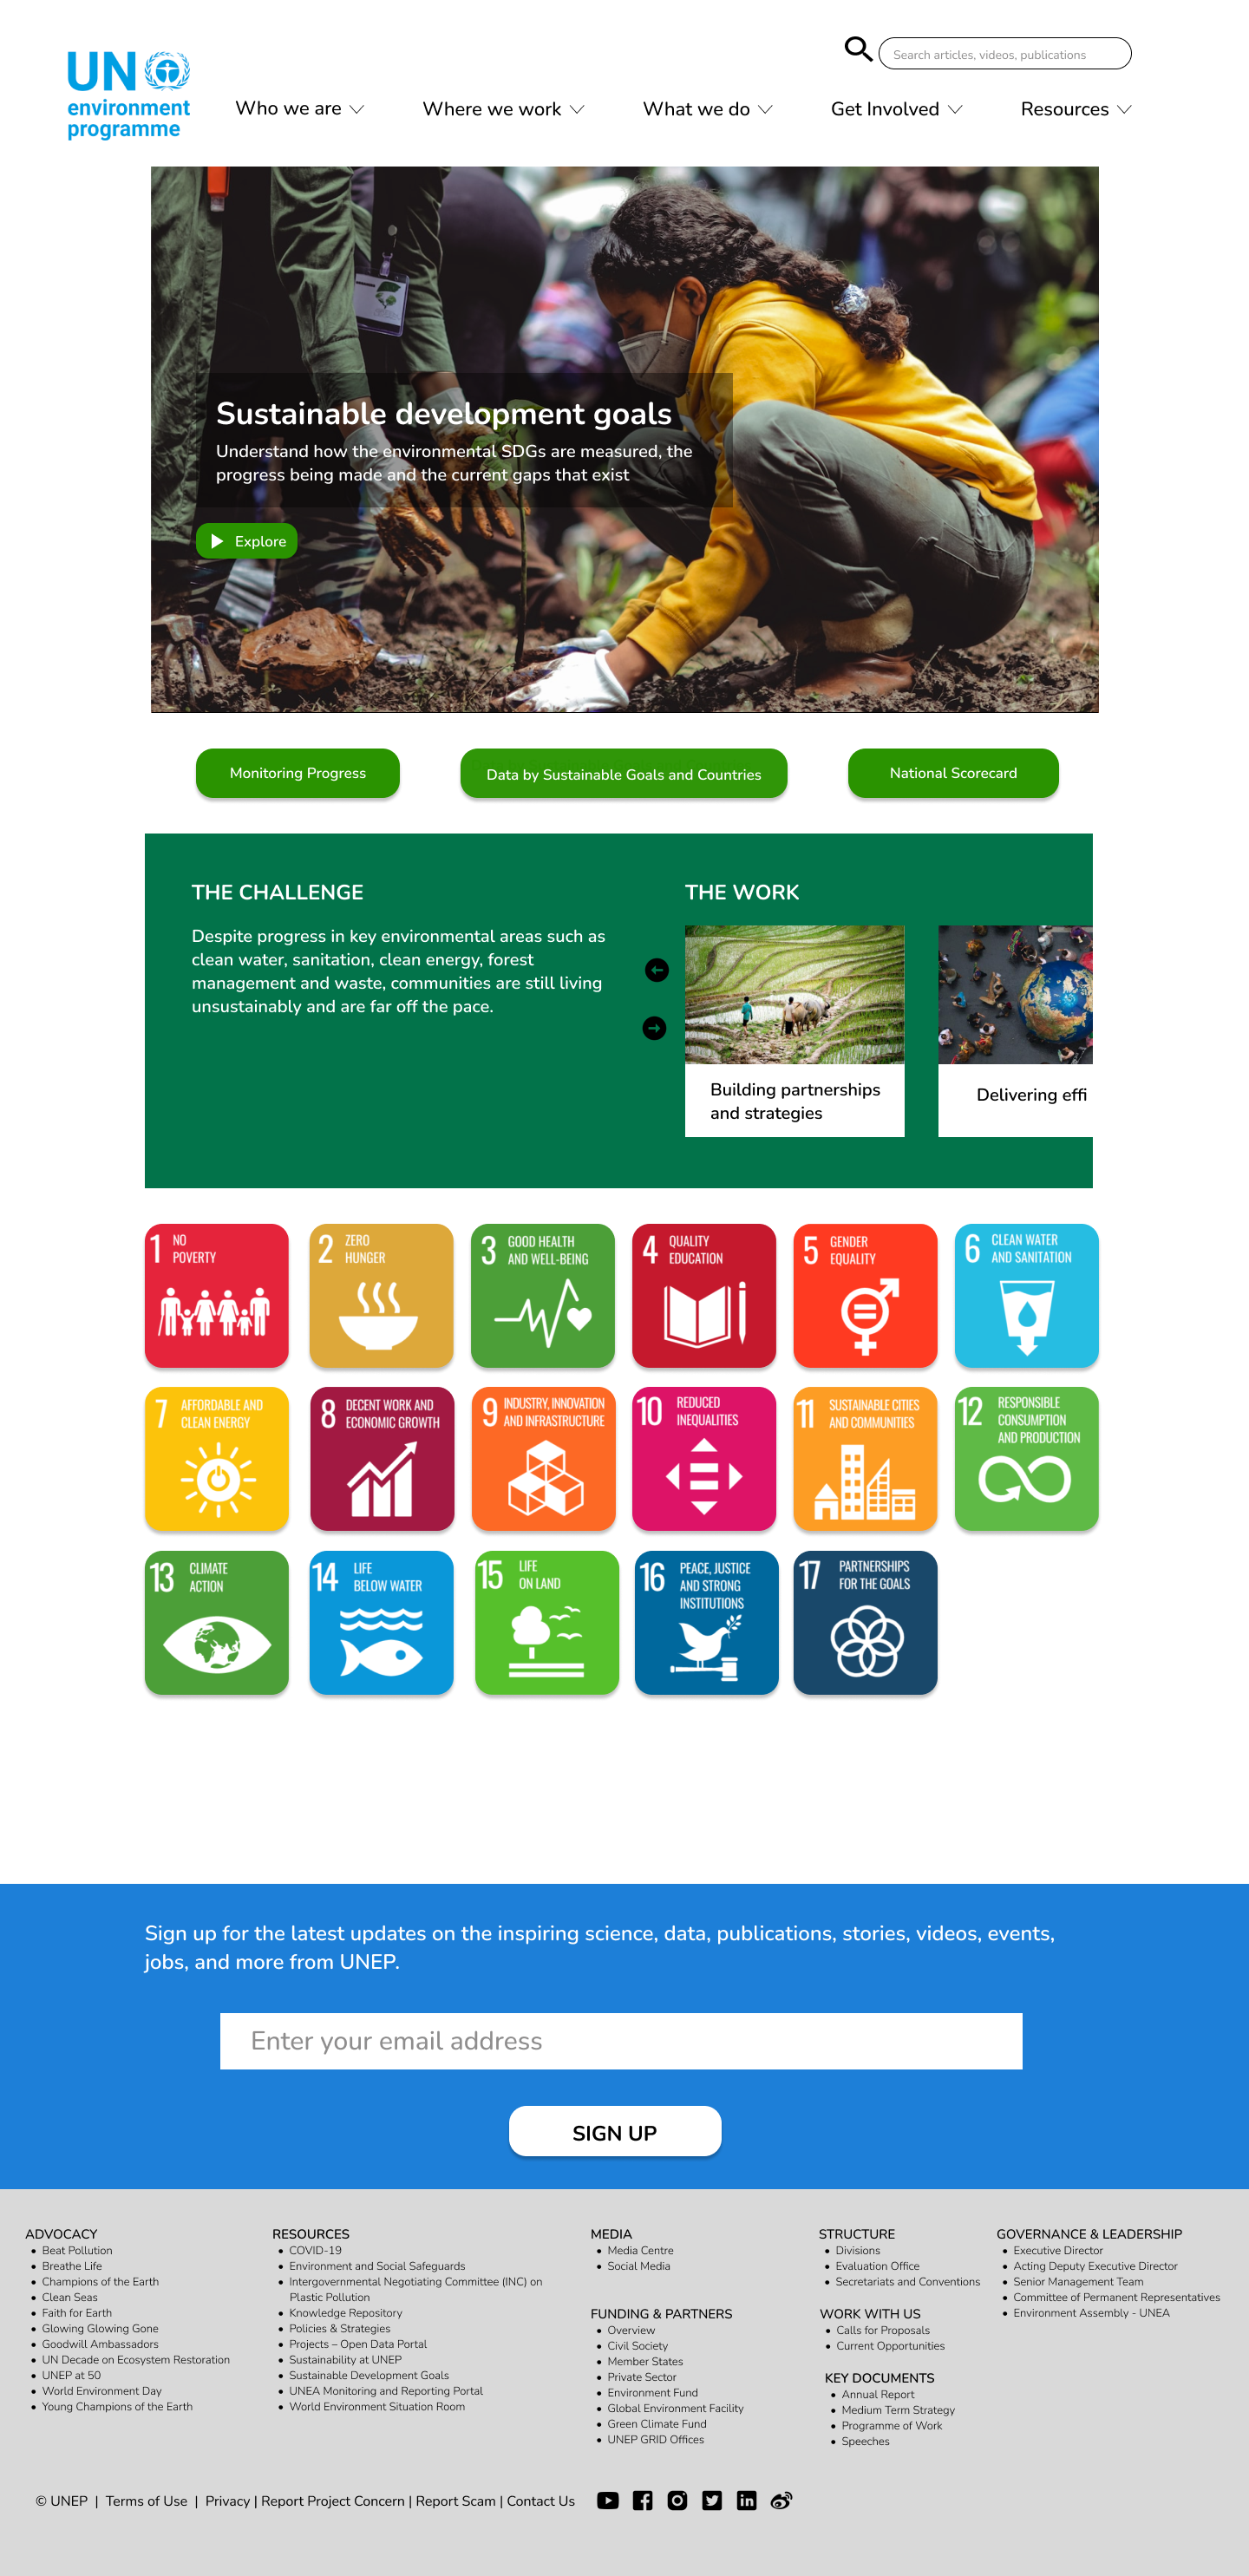 UN
environment
programme
Search articles, videos, publications
Who we are
Where we work
What we do
Get Involved
Resources
Sustainable development goals
Understand how the environmental SDGs are measured, the
progress being made and the current gaps that exist
Explore
Monitoring Progress
Data by Sustainable Goals and Countries
National Scorecard
THE CHALLENGE
Despite progress in key environmental areas such as
clean water, sanitation, clean energy, forest
management and waste, communities are still living
unsustainably and are far off the pace.
THE WORK
Building partnerships
and strategies
Delivering effi
1 NO
POVERTY
2 ZERO
HUNGER
3 GOOD HEALTH
AND WELL-BEING
4 QUALITY
EDUCATION
5 GENDER
EQUALITY
6 CLEAN WATER
AND SANITATION
7 AFFORDABLE AND
CLEAN ENERGY
8 DECENT WORK AND
ECONOMIC GROWTH
9 INDUSTRY, INNOVATION
AND INFRASTRUCTURE
10 REDUCED
INEQUALITIES
11 SUSTAINABLE CITIES
AND COMMUNITIES
12 RESPONSIBLE
CONSUMPTION
AND PRODUCTION
13 CLIMATE
ACTION
14 LIFE
BELOW WATER
15 LIFE
ON LAND
16 PEACE, JUSTICE
AND STRONG
INSTITUTIONS
17 PARTNERSHIPS
FOR THE GOALS
Sign up for the latest updates on the inspiring science, data, publications, stories, videos, events,
jobs, and more from UNEP.
Enter your email address
SIGN UP
ADVOCACY
• Beat Pollution
• Breathe Life
• Champions of the Earth
• Clean Seas
• Faith for Earth
• Glowing Glowing Gone
• Goodwill Ambassadors
• UN Decade on Ecosystem Restoration
• UNEP at 50
• World Environment Day
• Young Champions of the Earth
RESOURCES
• COVID-19
• Environment and Social Safeguards
• Intergovernmental Negotiating Committee (INC) on
Plastic Pollution
• Knowledge Repository
• Policies & Strategies
• Projects – Open Data Portal
• Sustainability at UNEP
• Sustainable Development Goals
• UNEA Monitoring and Reporting Portal
• World Environment Situation Room
MEDIA
• Media Centre
• Social Media
FUNDING & PARTNERS
• Overview
• Civil Society
• Member States
• Private Sector
• Environment Fund
• Global Environment Facility
• Green Climate Fund
• UNEP GRID Offices
STRUCTURE
• Divisions
• Evaluation Office
• Secretariats and Conventions
WORK WITH US
• Calls for Proposals
• Current Opportunities
KEY DOCUMENTS
• Annual Report
• Medium Term Strategy
• Programme of Work
• Speeches
GOVERNANCE & LEADERSHIP
• Executive Director
• Acting Deputy Executive Director
• Senior Management Team
• Committee of Permanent Representatives
• Environment Assembly - UNEA
© UNEP | Terms of Use | Privacy | Report Project Concern | Report Scam | Contact Us